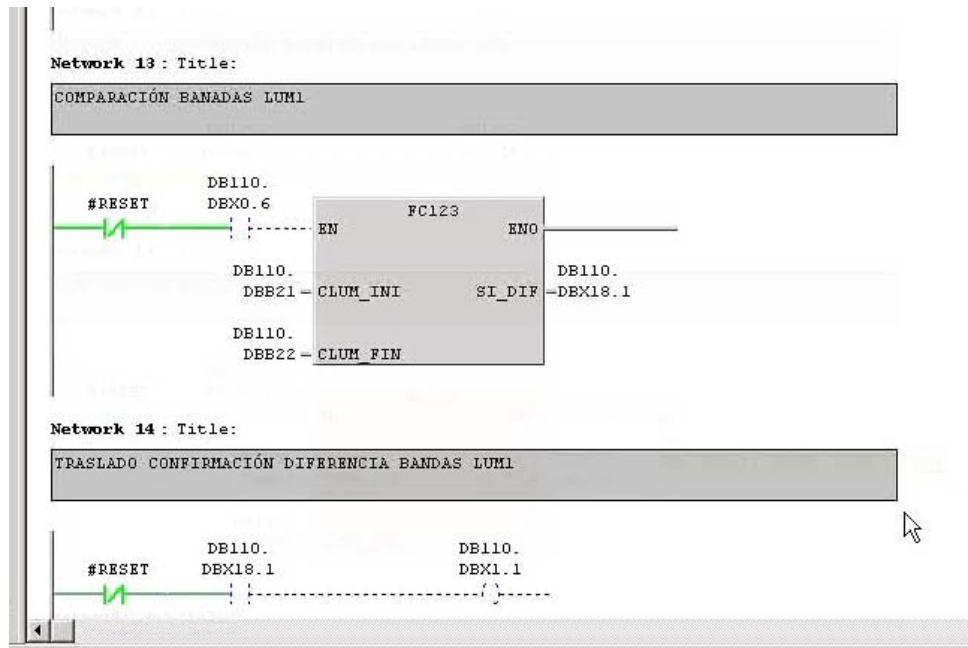 Network 13 : Title:
COMPARACIÓN BANADAS LUM1
DB110.
#RESET DBX0.6
FC123
EN ENO
DB110. DB110.
DBB21 CLUM_INI SI_DIF DBX18.1
DB110.
DBB22 CLUM_FIN
Network 14 : Title:
TRASLADO CONFIRMACIÓN DIFERENCIA BANDAS LUM1
DB110. DB110.
#RESET DBX18.1 DBX1.1